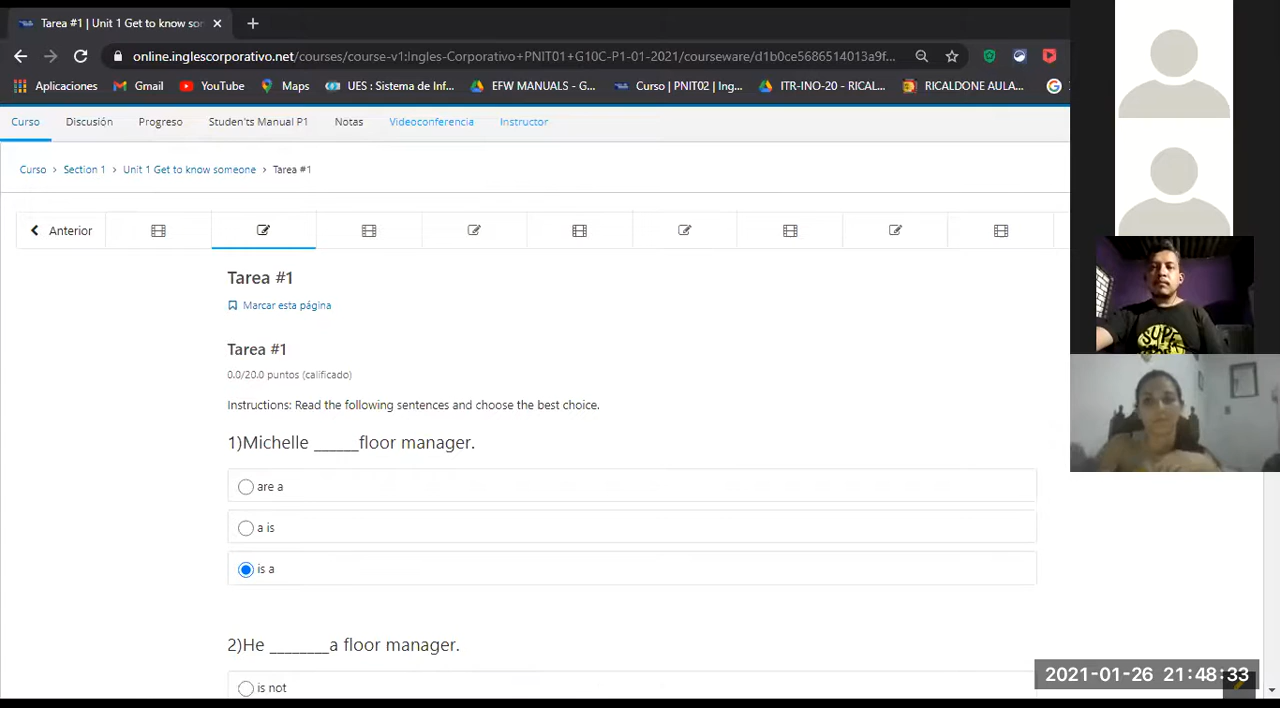 Tarea #1 | Unit 1 Get to know sor
online.inglescorporativo.net/courses/course-v1:Ingles-Corporativo+PNIT01+G10C-P1-01-2021/courseware/d1b0ce5686514013a9f...
Aplicaciones Gmail YouTube Maps UES : Sistema de Inf... EFW MANUALS - G... Curso | PNIT02 | Ing... ITR-INO-20 - RICAL... RICALDONE AULA...
Curso Discusión Progreso Studen'ts Manual P1 Notas Videoconferencia Instructor
Curso > Section 1 > Unit 1 Get to know someone > Tarea #1
Anterior
Tarea #1
Marcar esta página
Tarea #1
0.0/20.0 puntos (calificado)
Instructions: Read the following sentences and choose the best choice.
1)Michelle ______floor manager.
are a
a is
is a
2)He ________a floor manager.
is not
2021-01-26 21:48:33